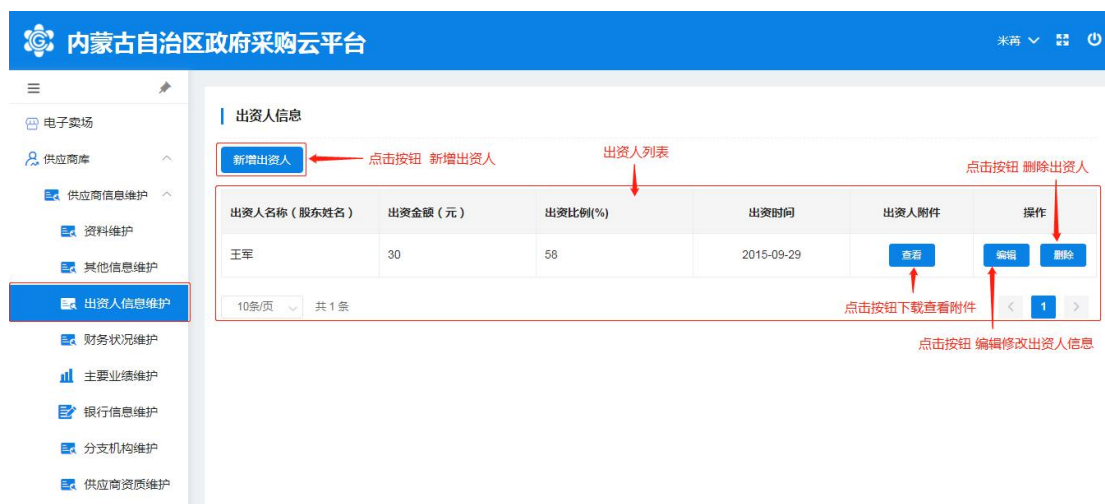 内蒙古自治区政府采购云平台
米苒
电子卖场
供应商库
供应商信息维护
资料维护
其他信息维护
出资人信息维护
财务状况维护
主要业绩维护
银行信息维护
分支机构维护
供应商资质维护
出资人信息
新增出资人
点击按钮 新增出资人
出资人列表
点击按钮 删除出资人
出资人名称（股东姓名） 出资金额（元） 出资比例(%) 出资时间 出资人附件 操作
王军 30 58 2015-09-29 查看 编辑 删除
10条/页 共 1 条
点击按钮下载查看附件
< 1 >
点击按钮 编辑修改出资人信息